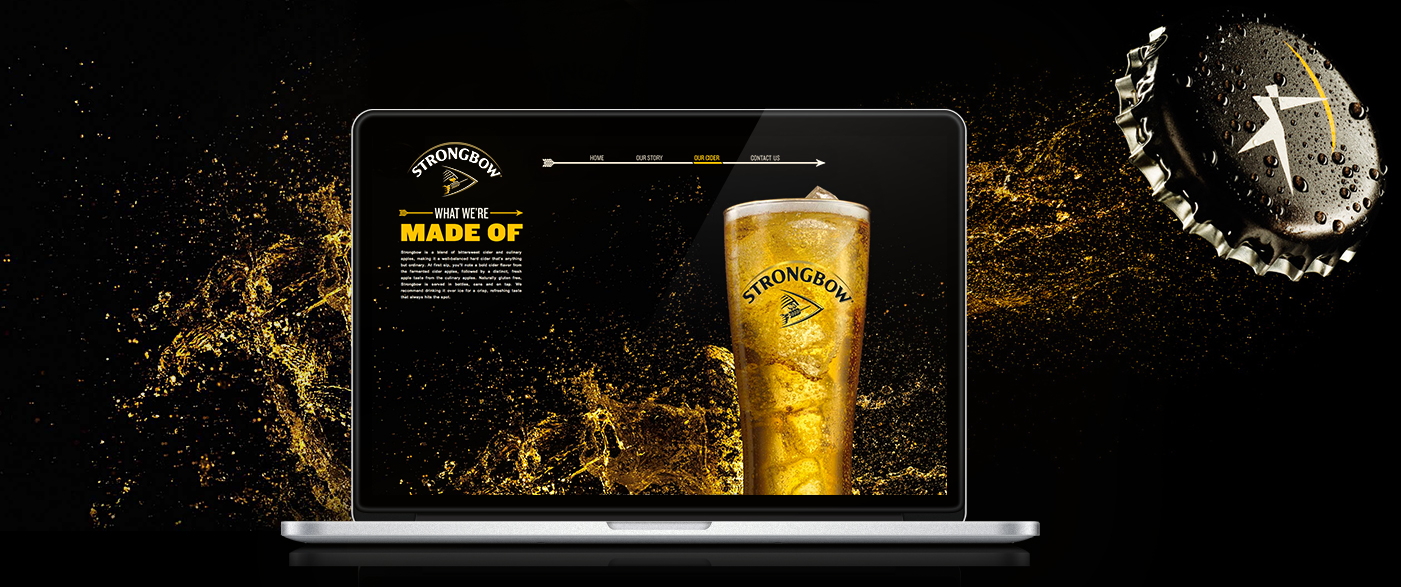 STRONGBOW
HOME OUR STORY OUR CIDER CONTACT US
WHAT WE'RE
MADE OF
Strongbow is a blend of bittersweet cider and culinary
apples, making it a well-balanced hard cider that's anything
but ordinary. At first sip, you'll note a bold cider flavor from
the fermented cider apples, followed by a distinct, fresh
apple taste from the culinary apples. Naturally gluten free,
Strongbow is served in bottles, cans and on tap. We
recommend drinking it over ice for a crisp, refreshing taste
that always hits the spot.
STRONGBOW